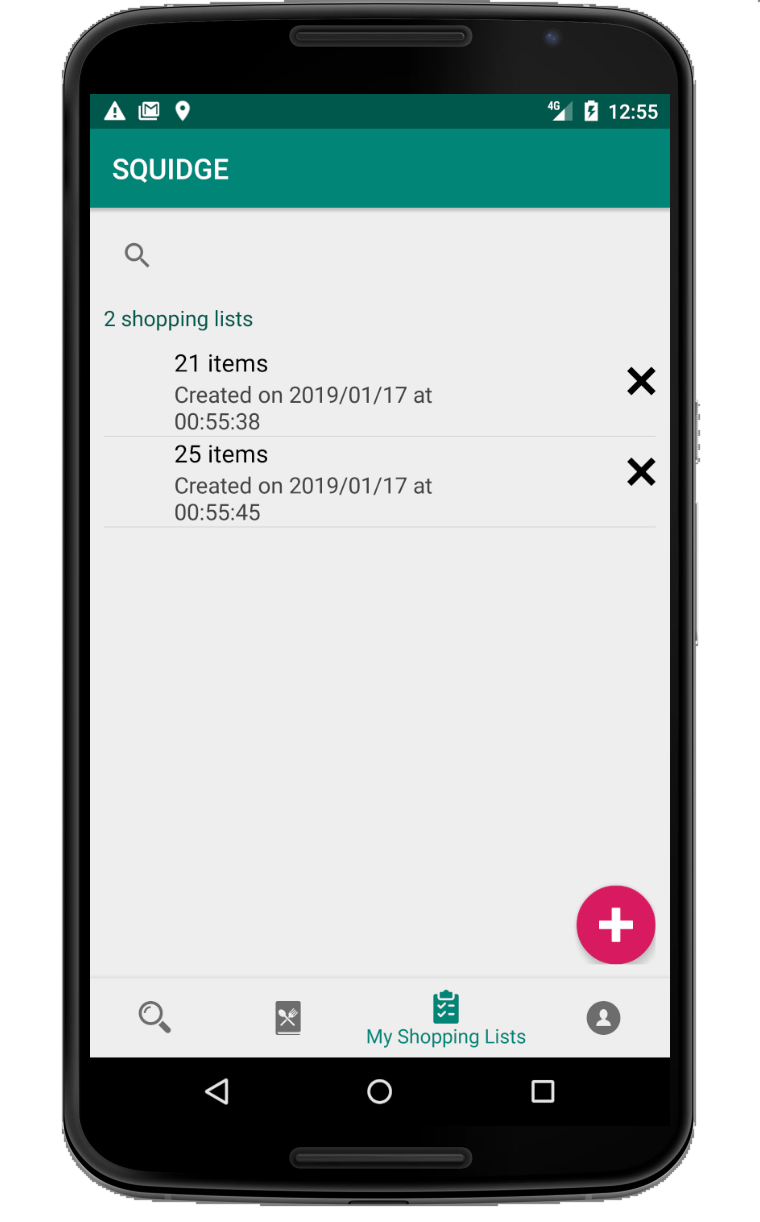 4G 12:55
SQUIDGE
2 shopping lists
21 items
Created on 2019/01/17 at
00:55:38
25 items
Created on 2019/01/17 at
00:55:45
My Shopping Lists